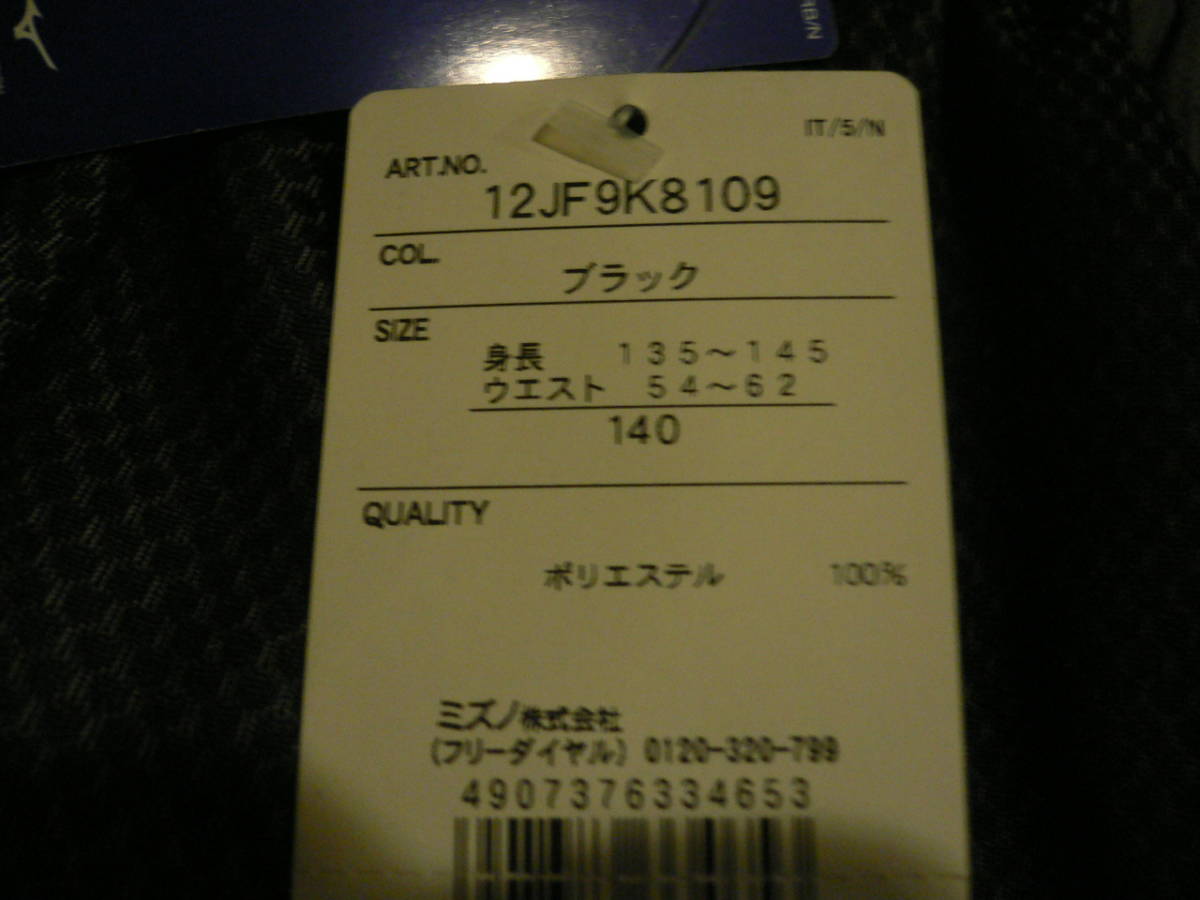 RB/N
IT/5/N
ART.NO.
12JF9K8109
COL.
ブラック
SIZE
身長 135～145
ウエスト 54～62
140
QUALITY
ポリエステル 100%
ミズノ株式会社
(フリーダイヤル) 0120-320-799
4907376334653